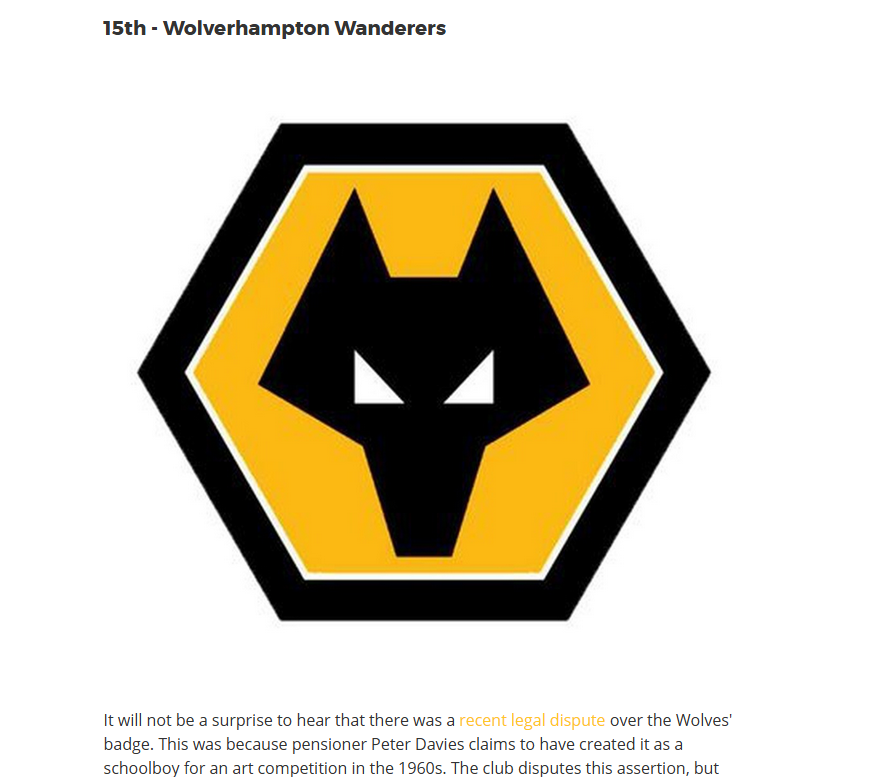 15th - Wolverhampton Wanderers
It will not be a surprise to hear that there was a recent legal dispute over the Wolves'
badge. This was because pensioner Peter Davies claims to have created it as a
schoolboy for an art competition in the 1960s. The club disputes this assertion, but